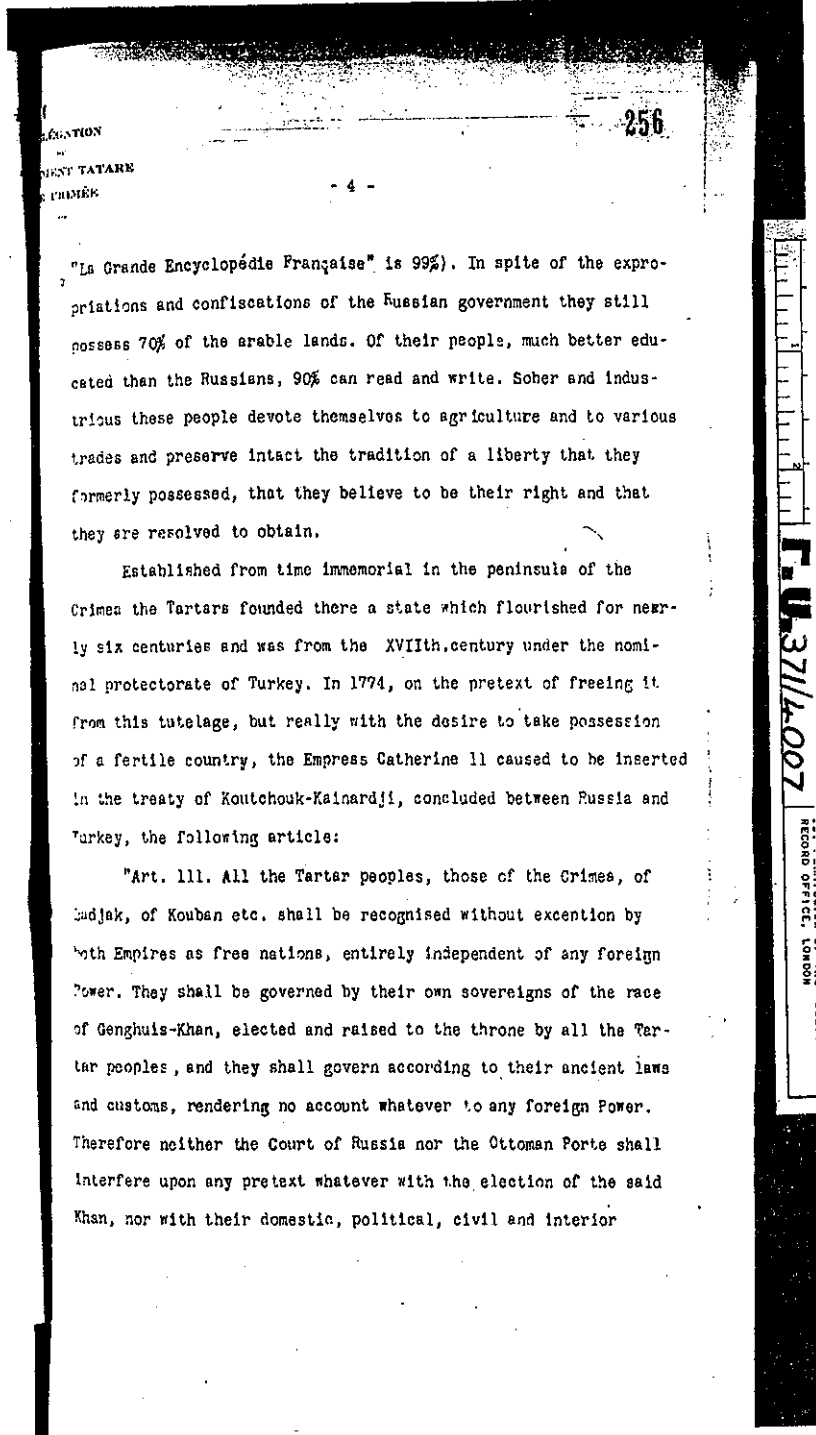 256
LÉGATION
MENT TATARE
CRIMÉE
- 4 -
"La Grande Encyclopédie Française" is 99%). In spite of the expro-
priations and confiscations of the Russian government they still
possess 70% of the arable lands. Of their people, much better edu-
cated than the Russians, 90% can read and write. Sober and indus-
trious these people devote themselves to agriculture and to various
trades and preserve intact the tradition of a liberty that they
formerly possessed, that they believe to be their right and that
they are resolved to obtain.
Established from time immemorial in the peninsula of the
Crimea the Tartars founded there a state which flourished for near-
ly six centuries and was from the XVIIth.century under the nomi-
nal protectorate of Turkey. In 1774, on the pretext of freeing it
from this tutelage, but really with the desire to take possession
of a fertile country, the Empress Catherine 11 caused to be inserted
in the treaty of Koutchouk-Kainardji, concluded between Russia and
Turkey, the following article:
"Art. 111. All the Tartar peoples, those of the Crimea, of
Budjak, of Kouban etc. shall be recognised without excention by
both Empires as free nations, entirely independent of any foreign
Power. They shall be governed by their own sovereigns of the race
of Genghuis-Khan, elected and raised to the throne by all the Tar-
tar peoples, and they shall govern according to their ancient laws
and customs, rendering no account whatever to any foreign Power.
Therefore neither the Court of Russia nor the Ottoman Porte shall
interfere upon any pretext whatever with the election of the said
Khan, nor with their domestic, political, civil and interior
1
2
F.O. 371/4007
RECORD OFFICE, LONDON